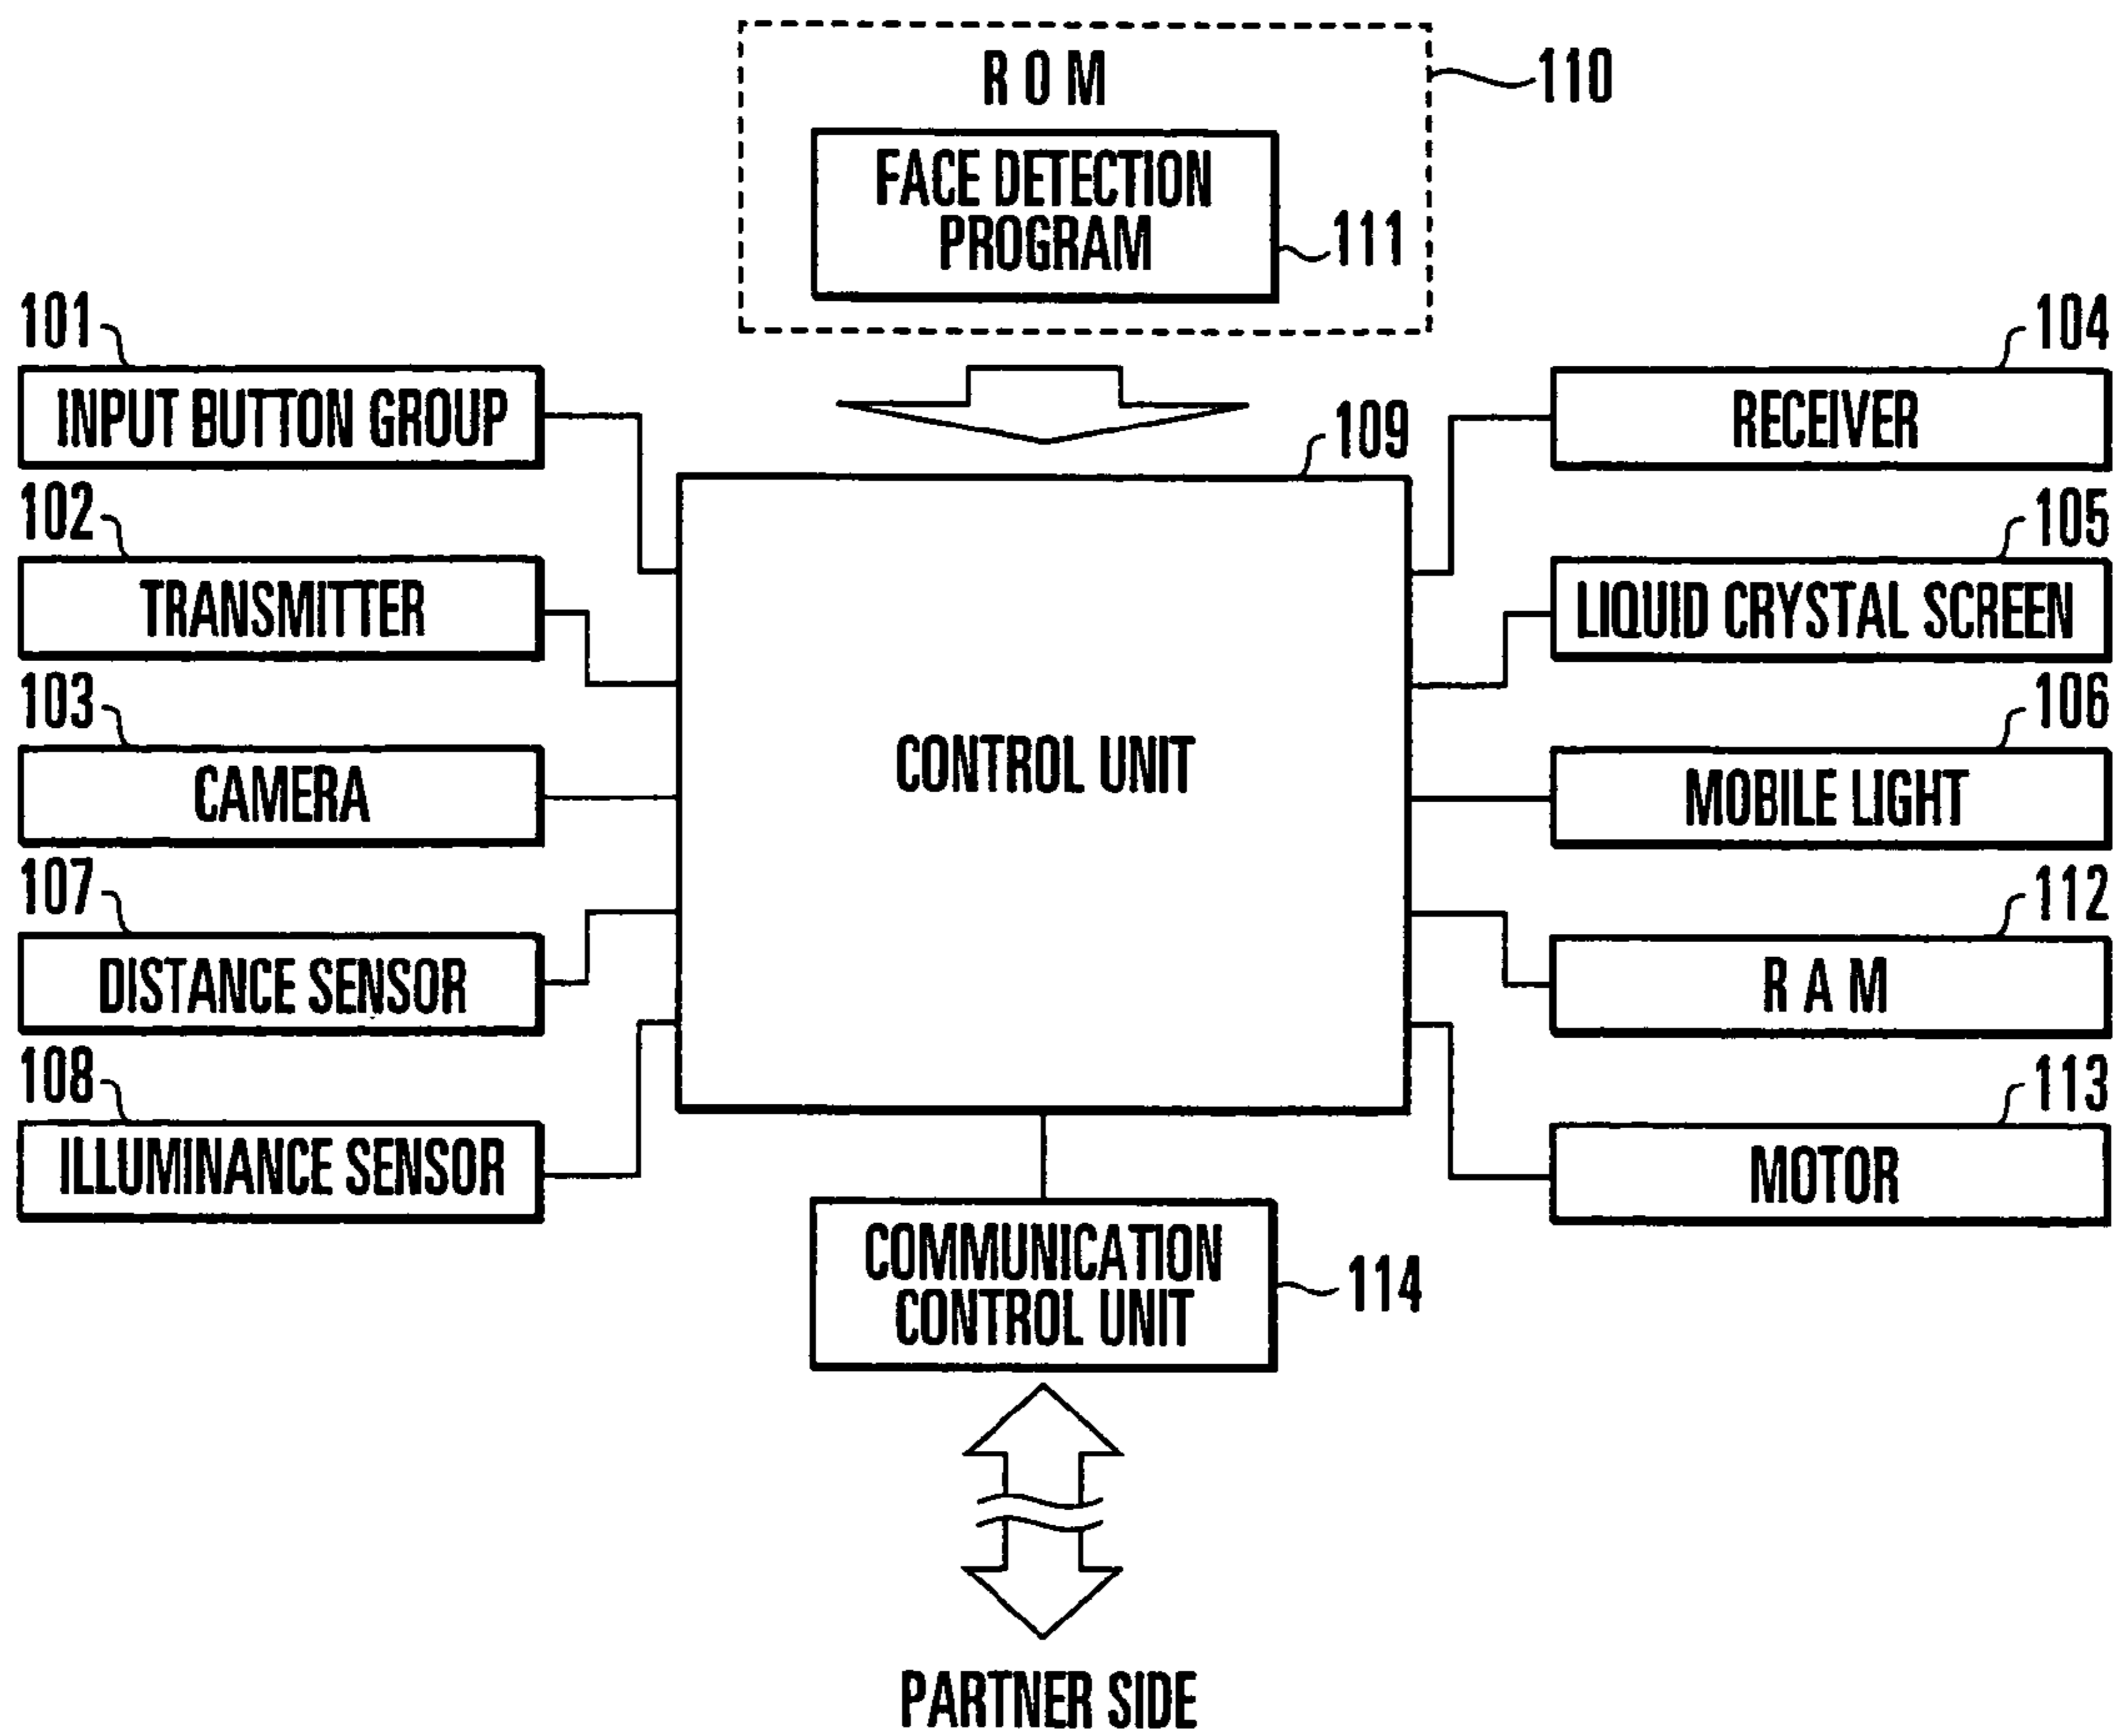 ROM
110
FACE DETECTION
PROGRAM
111
101
INPUT BUTTON GROUP
102
TRANSMITTER
103
CAMERA
107
DISTANCE SENSOR
108
ILLUMINANCE SENSOR
109
CONTROL UNIT
104
RECEIVER
105
LIQUID CRYSTAL SCREEN
106
MOBILE LIGHT
112
RAM
113
MOTOR
COMMUNICATION
CONTROL UNIT
114
PARTNER SIDE